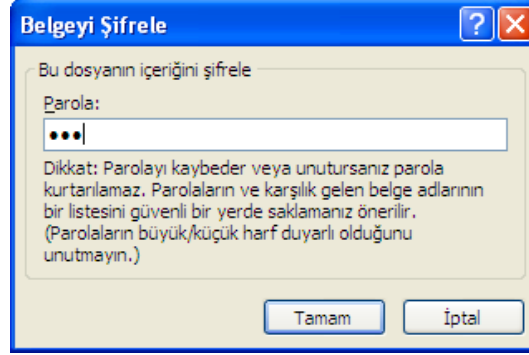 Belgeyi Şifrele
Bu dosyanın içeriğini şifrele
Parola:
•••
Dikkat: Parolayı kaybeder veya unutursanız parola
kurtarılamaz. Parolaların ve karşılık gelen belge adlarının
bir listesini güvenli bir yerde saklamanız önerilir.
(Parolaların büyük/küçük harf duyarlı olduğunu
unutmayın.)
Tamam İptal